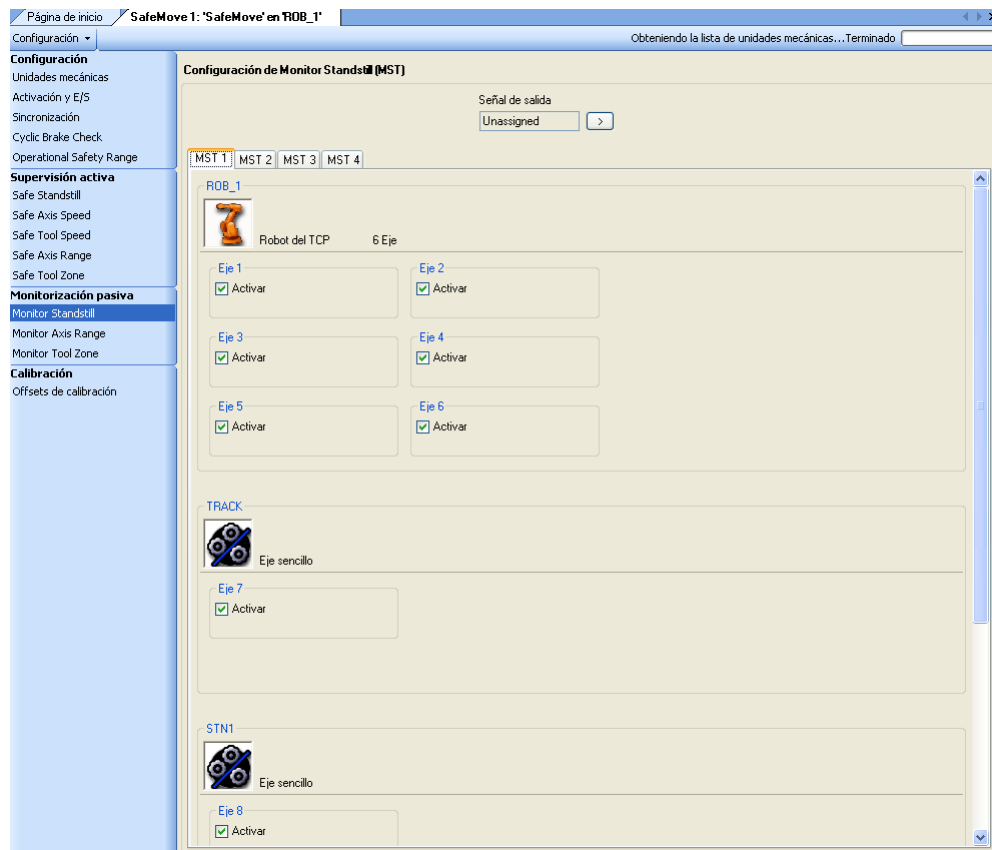 Página de inicio
SafeMove 1: 'SafeMove' en 'ROB_1'
Configuración
Obteniendo la lista de unidades mecánicas...Terminado
Configuración
Unidades mecánicas
Activación y E/S
Sincronización
Cyclic Brake Check
Operational Safety Range
Supervisión activa
Safe Standstill
Safe Axis Speed
Safe Tool Speed
Safe Axis Range
Safe Tool Zone
Monitorización pasiva
Monitor Standstill
Monitor Axis Range
Monitor Tool Zone
Calibración
Offsets de calibración
Configuración de Monitor Standstill (MST)
Señal de salida
Unassigned >
MST 1 MST 2 MST 3 MST 4
ROB_1
Robot del TCP 6 Eje
Eje 1 Eje 2
Activar Activar
Eje 3 Eje 4
Activar Activar
Eje 5 Eje 6
Activar Activar
TRACK
Eje sencillo
Eje 7
Activar
STN1
Eje sencillo
Eje 8
Activar